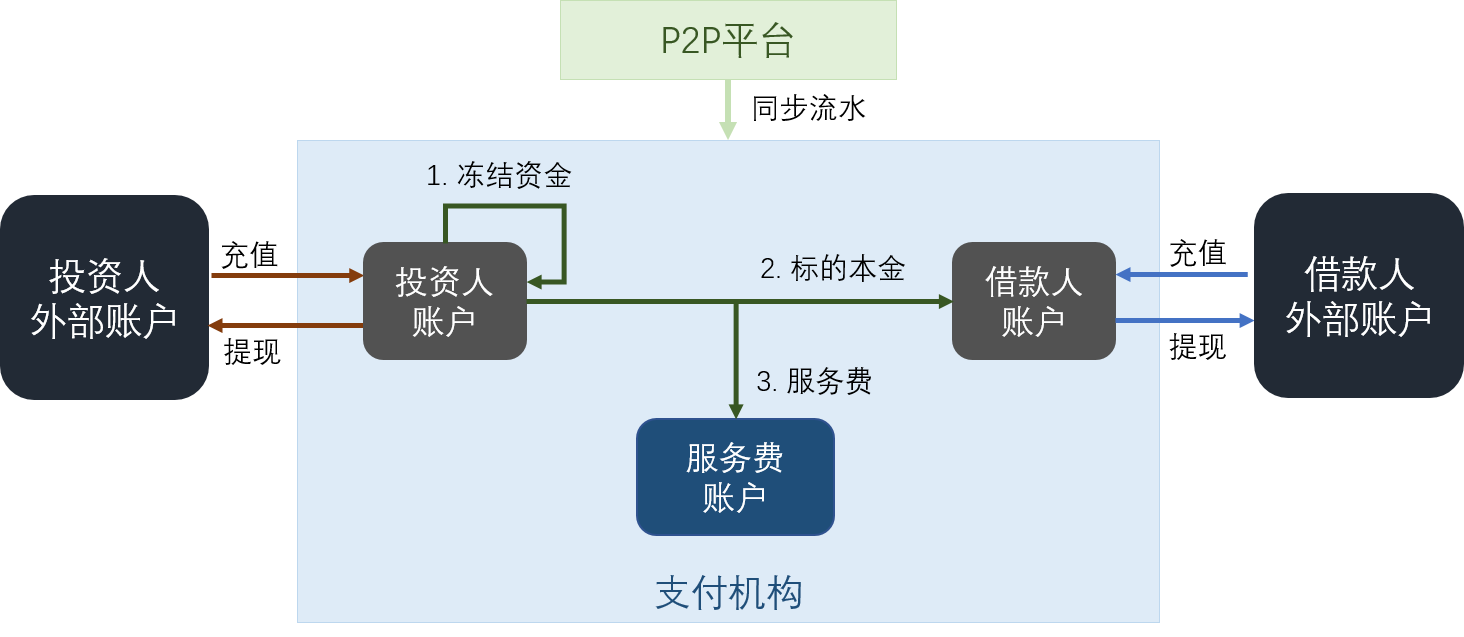 P2P平台
同步流水
1. 冻结资金
投资人
外部账户
充值
提现
投资人
账户
2. 标的本金
3. 服务费
借款人
账户
充值
提现
借款人
外部账户
服务费
账户
支付机构